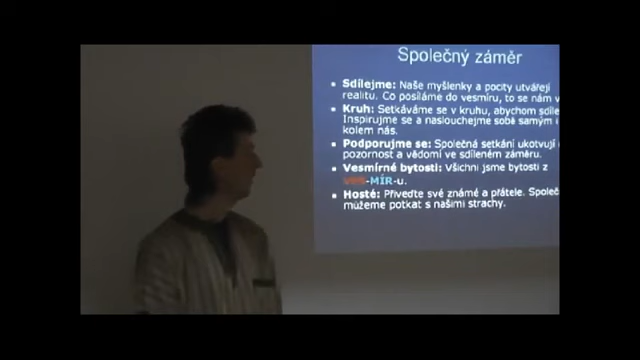 Společný záměr
Sdílejme: Naše myšlenky a pocity utvářejí
realitu. Co posíláme do vesmíru, to se nám v
Kruh: Setkáváme se v kruhu, abychom sdíle
Inspirujme se a naslouchejme sobě samým i
kolem nás.
Podporujme se: Společná setkání ukotvují
pozornost a vědomí ve sdíleném záměru.
Vesmírné bytosti: Všichni jsme bytosti z
VES-MÍR-u.
Hosté: Přiveďte své známé a přátele. Společ
můžeme potkat s našimi strachy.